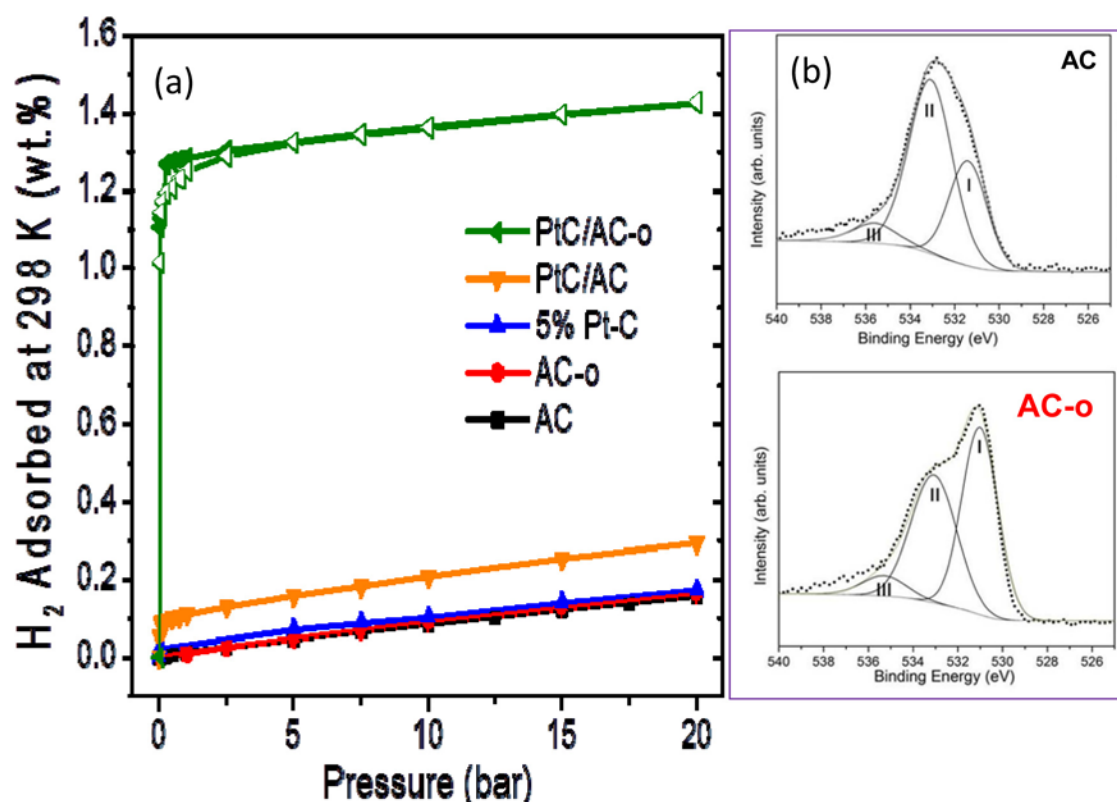 (a)
H₂ Adsorbed at 298 K (wt.%)
1.6
1.4
1.2
1.0
0.8
0.6
0.4
0.2
0.0
PtC/AC-o
PtC/AC
5% Pt-C
AC-o
AC
0 5 10 15 20
Pressure (bar)
(b)
AC
Intensity (arb. units)
II
I
III
540 538 536 534 532 530 528 526
Binding Energy (eV)
AC-o
Intensity (arb. units)
I
II
III
540 538 536 534 532 530 528 526
Binding Energy (eV)